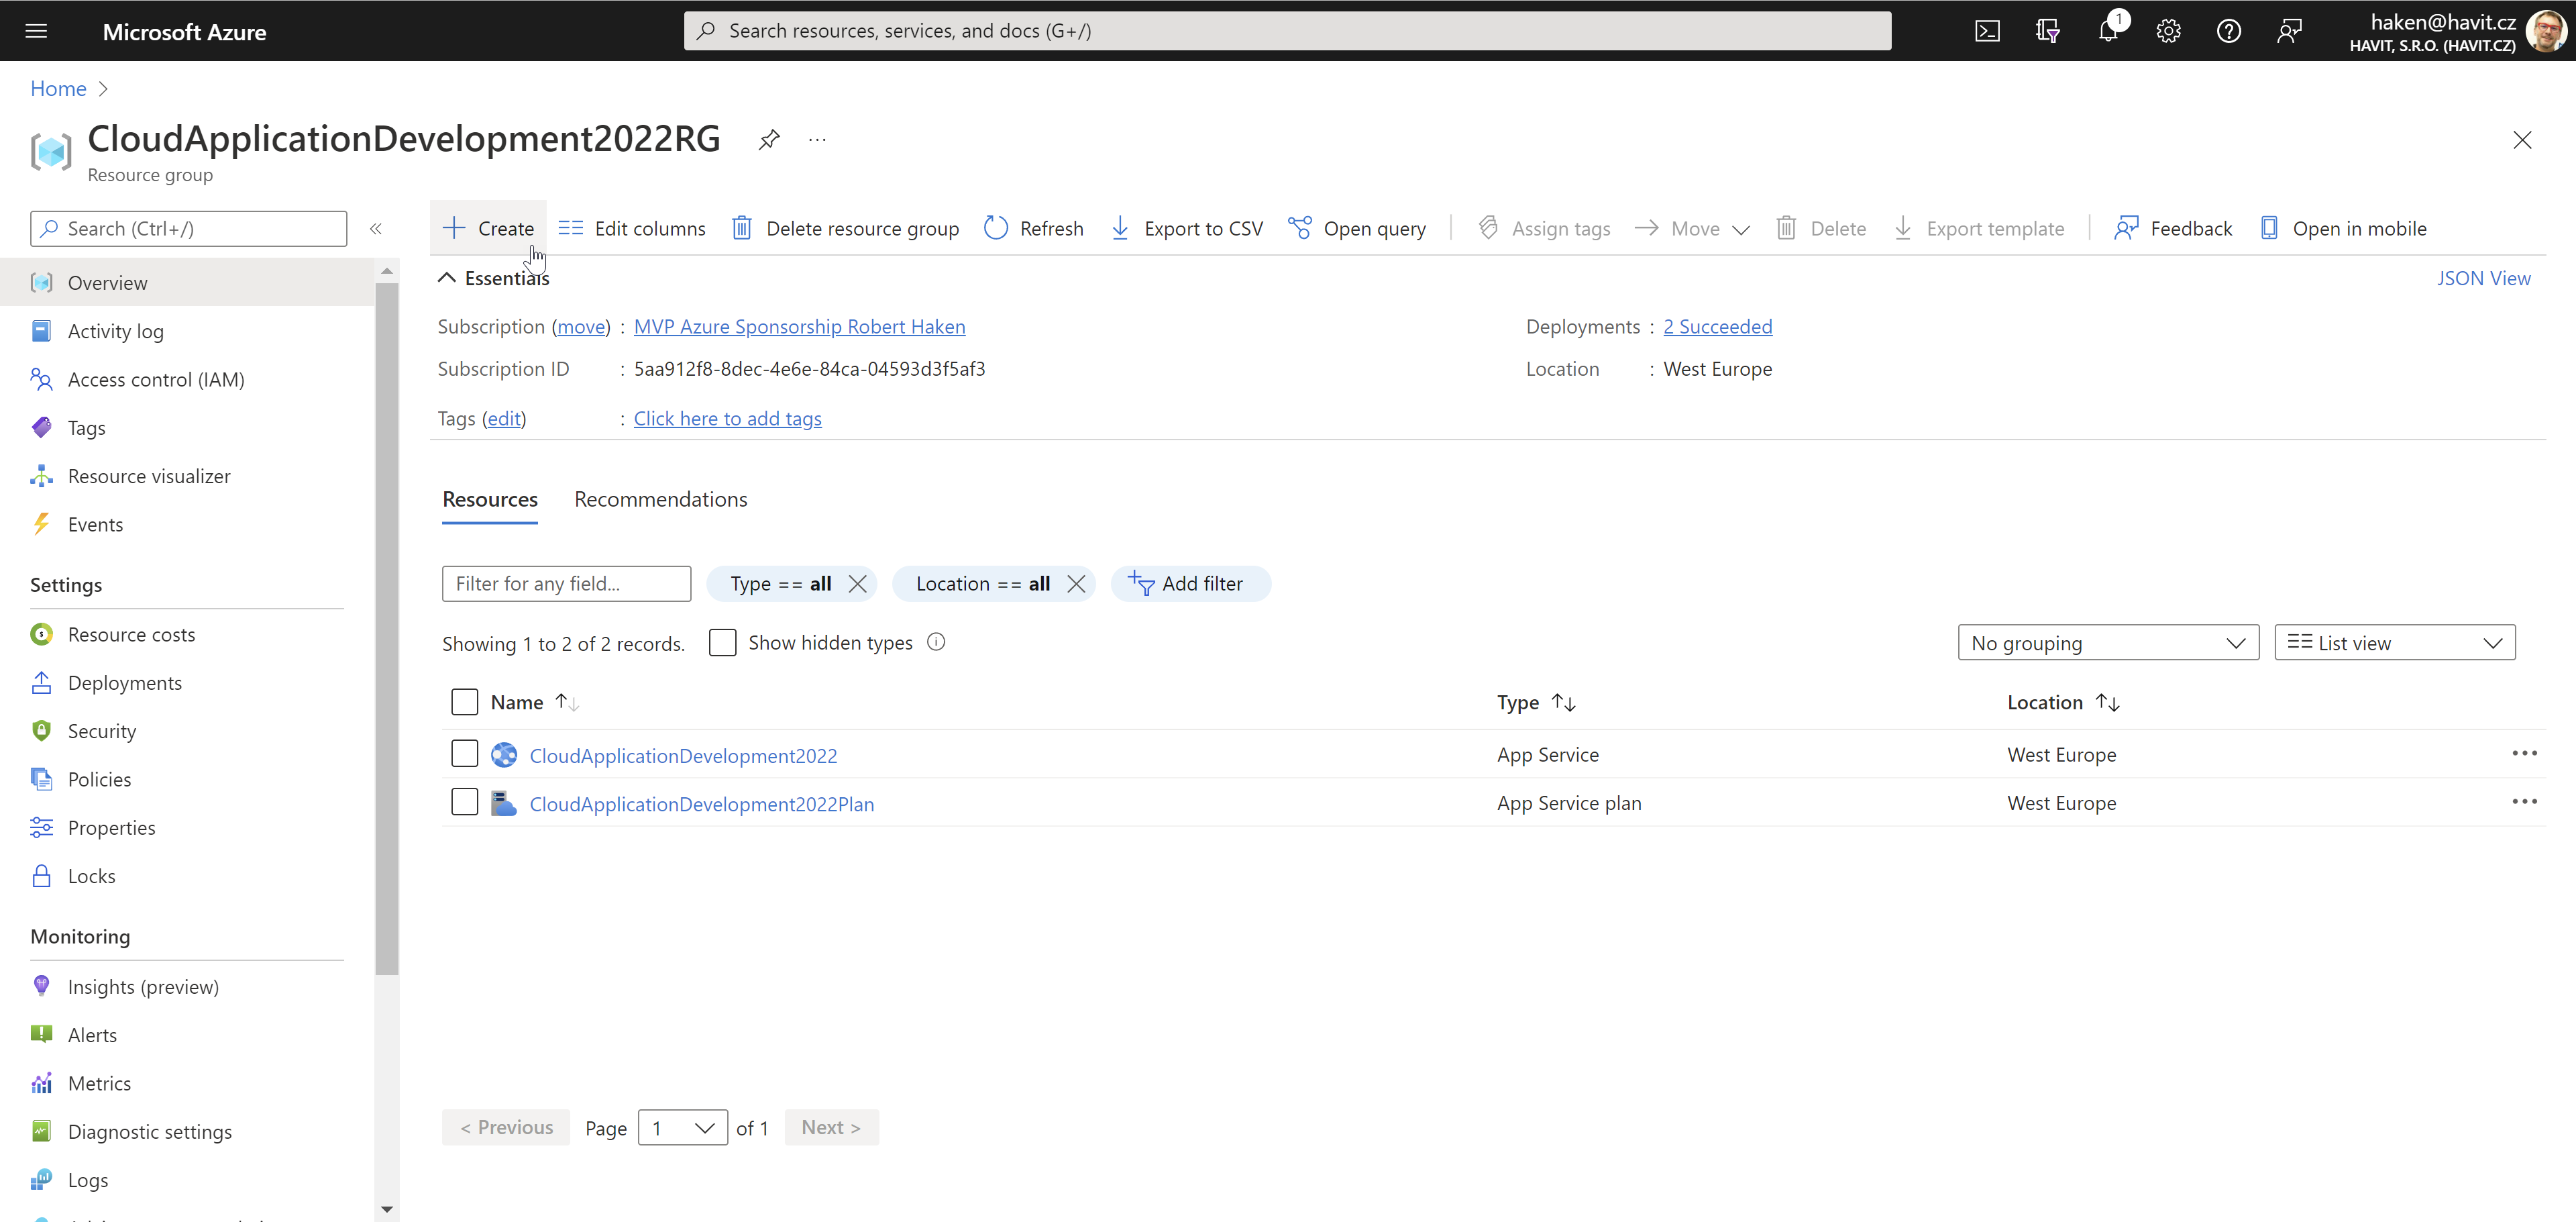 Microsoft Azure
Search resources, services, and docs (G+/)
1
haken@havit.cz
HAVIT, S.R.O. (HAVIT.CZ)
Home
CloudApplicationDevelopment2022RG
Resource group
Search (Ctrl+/)
Create
Edit columns
Delete resource group
Refresh
Export to CSV
Open query
Assign tags
Move
Delete
Export template
Feedback
Open in mobile
Essentials
JSON View
Subscription (move) : MVP Azure Sponsorship Robert Haken
Deployments : 2 Succeeded
Subscription ID : 5aa912f8-8dec-4e6e-84ca-04593d3f5af3
Location : West Europe
Tags (edit) : Click here to add tags
Overview
Activity log
Access control (IAM)
Tags
Resource visualizer
Events
Settings
Resource costs
Deployments
Security
Policies
Properties
Locks
Monitoring
Insights (preview)
Alerts
Metrics
Diagnostic settings
Logs
Resources
Recommendations
Filter for any field...
Type == all
Location == all
Add filter
Showing 1 to 2 of 2 records.
Show hidden types
No grouping
List view
Name
Type
Location
CloudApplicationDevelopment2022
App Service
West Europe
CloudApplicationDevelopment2022Plan
App Service plan
West Europe
< Previous
Page 1 of 1
Next >